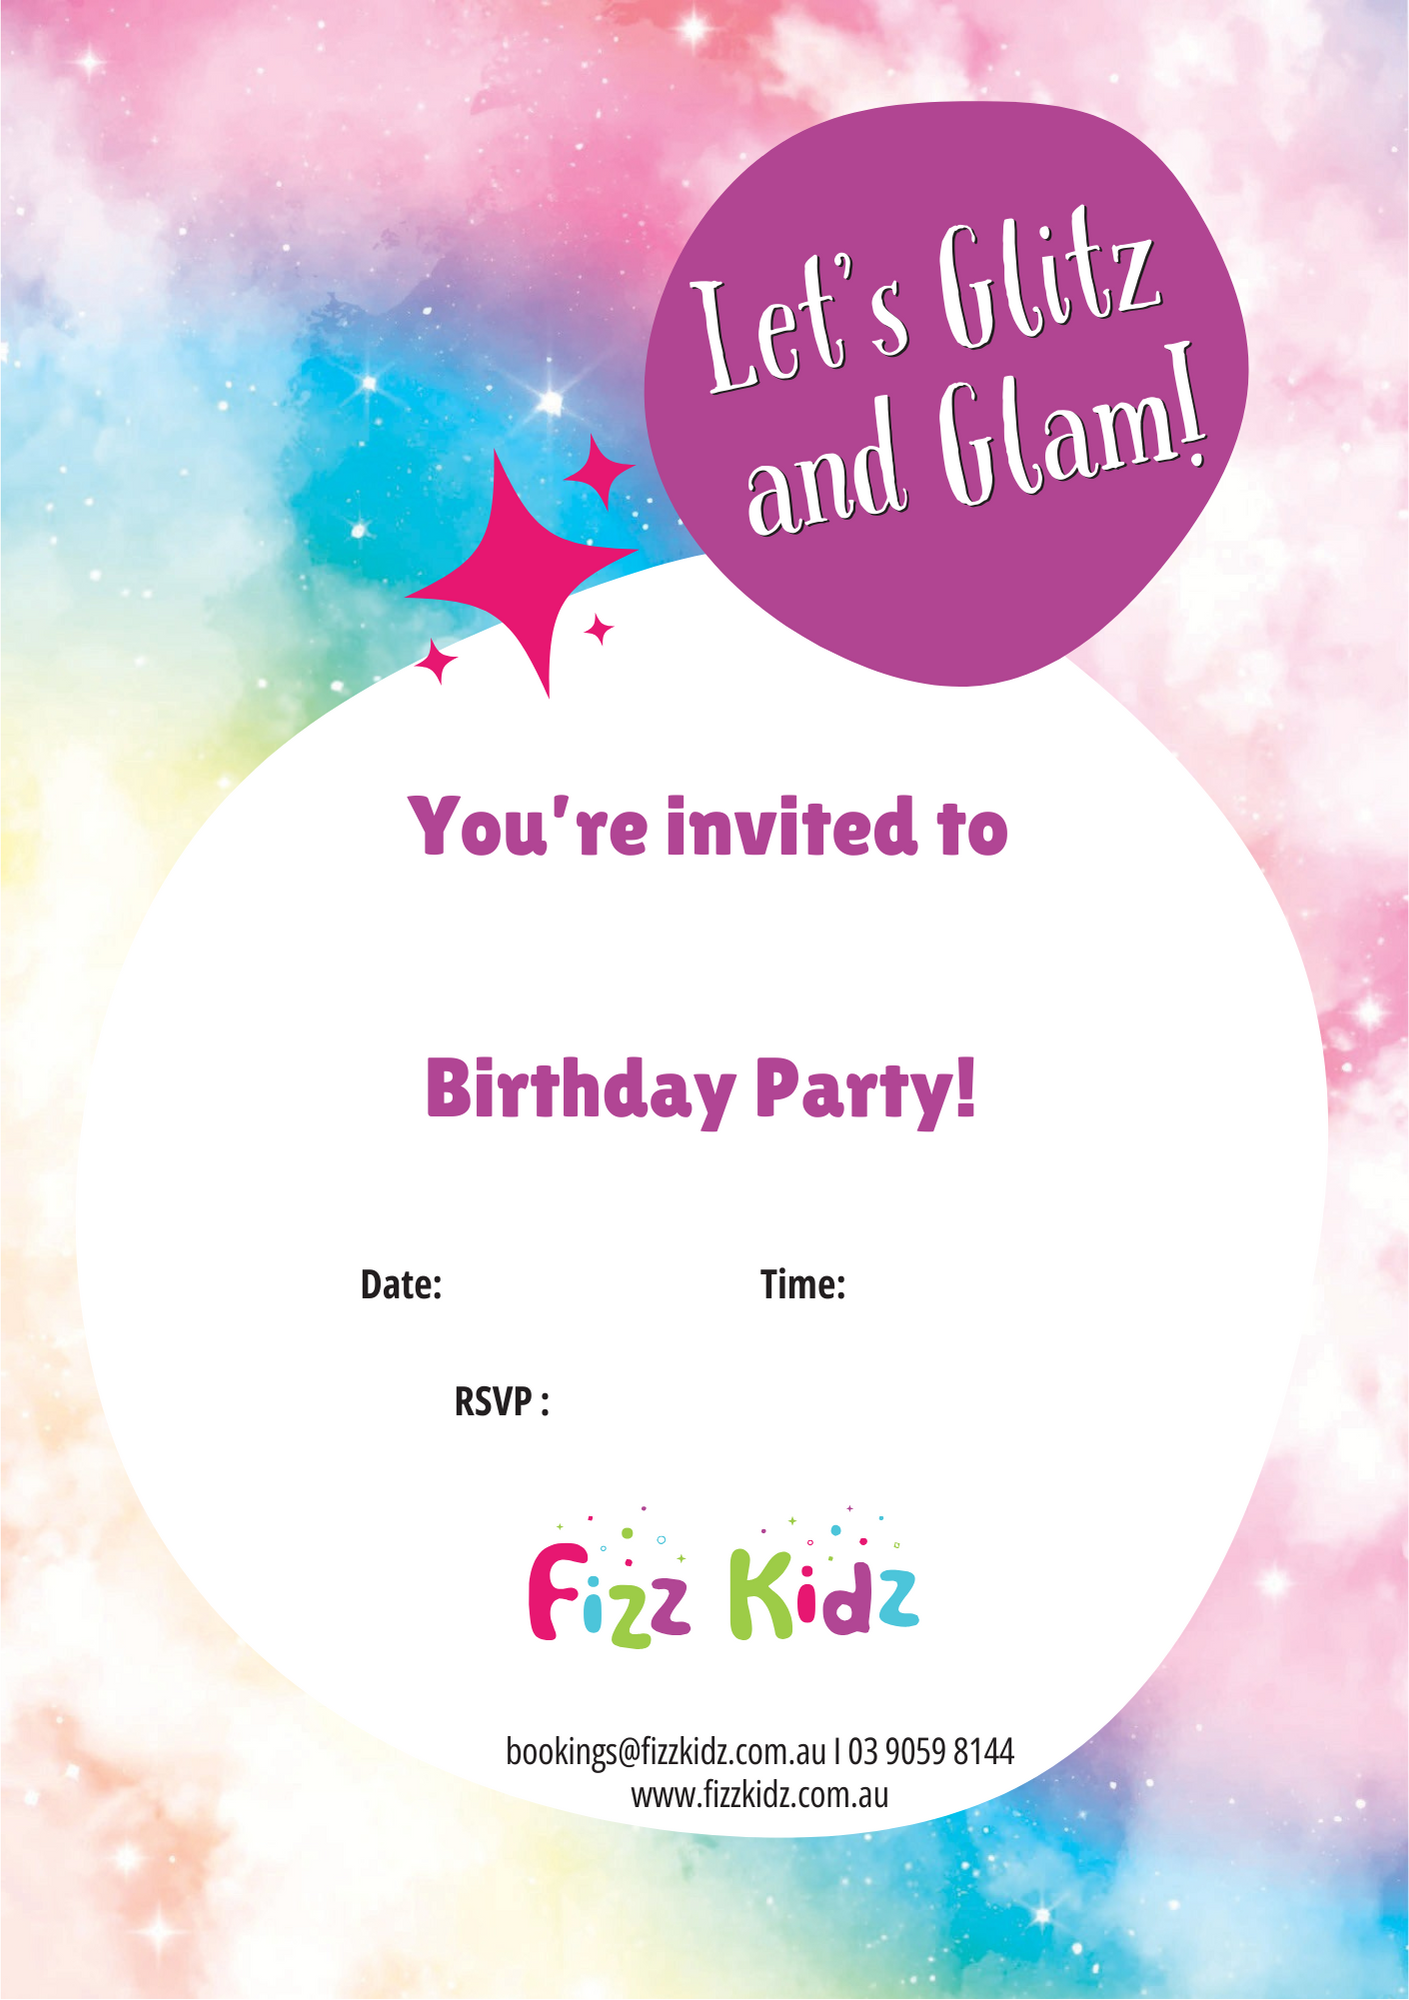 Let's Glitz
and Glam!
You're invited to
Birthday Party!
Date: Time:
RSVP :
Fizz Kidz
bookings@fizzkidz.com.au I 03 9059 8144
www.fizzkidz.com.au